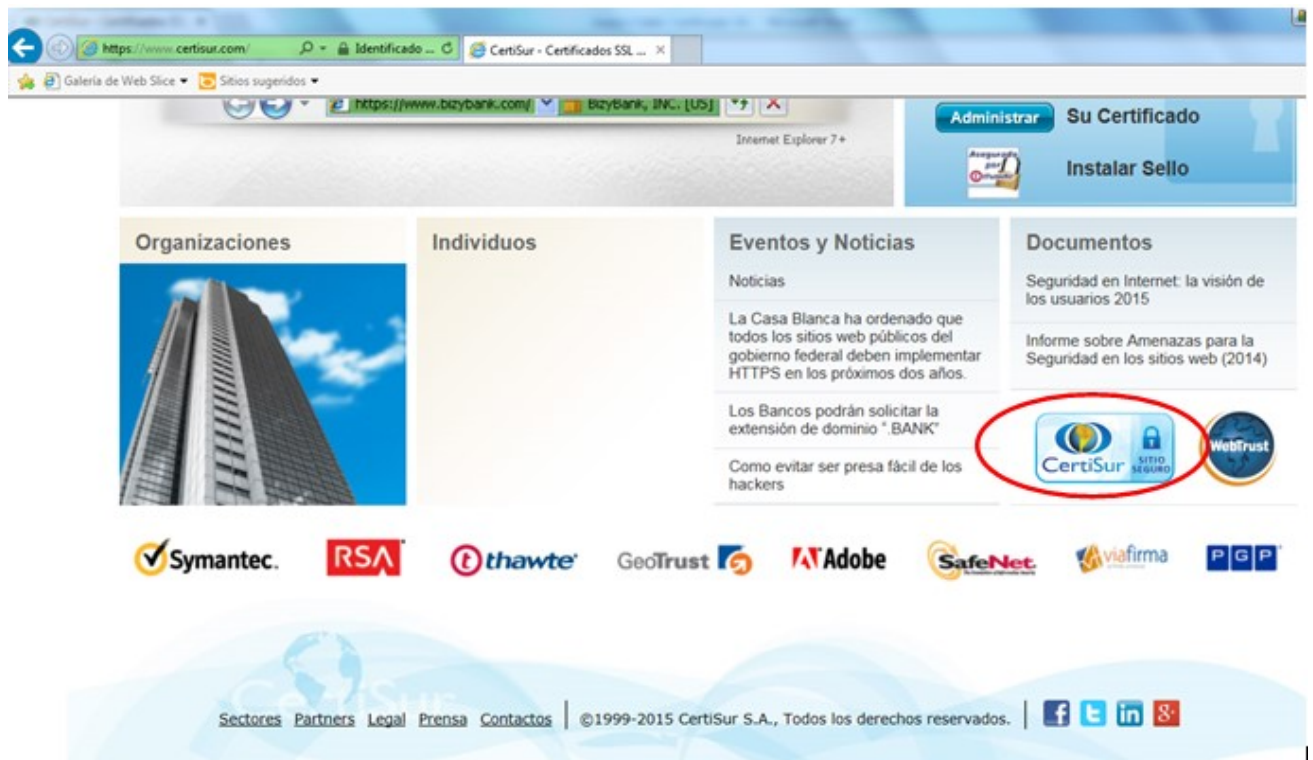 https://www.certisur.com/
Identificado ...
CertiSur - Certificados SSL ...
Galería de Web Slice
Sitios sugeridos
https://www.bizybank.com/
BizyBank, INC. [US]
Internet Explorer 7+
Administrar
Su Certificado
Asegurado
por
thawte
Instalar Sello
Organizaciones
Individuos
Eventos y Noticias
Noticias
La Casa Blanca ha ordenado que
todos los sitios web públicos del
gobierno federal deben implementar
HTTPS en los próximos dos años.
Los Bancos podrán solicitar la
extensión de dominio ".BANK"
Como evitar ser presa fácil de los
hackers
Documentos
Seguridad en Internet: la visión de
los usuarios 2015
Informe sobre Amenazas para la
Seguridad en los sitios web (2014)
CertiSur
SITIO
SEGURO
WebTrust
Symantec.
RSA
thawte
GeoTrust
Adobe
SafeNet.
viafirma
PGP
CertiSur
Sectores Partners Legal Prensa Contactos | ©1999-2015 CertiSur S.A., Todos los derechos reservados. |